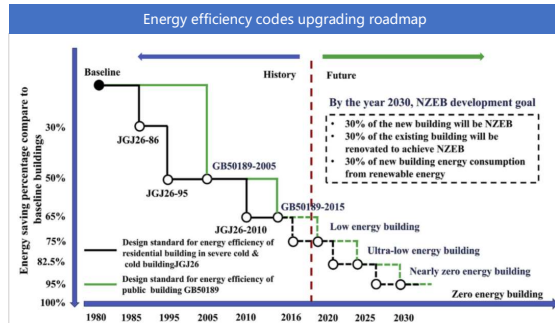 Energy efficiency codes upgrading roadmap
Baseline
History
Future
Energy saving percentage compare to
baseline buildings
30%
50%
65%
75%
82.5%
95%
100%
JGJ26-86
JGJ26-95
GB50189-2005
JGJ26-2010
GB50189-2015
By the year 2030, NZEB development goal
• 30% of the new building will be NZEB
• 30% of the existing building will be
renovated to achieve NZEB
• 30% of new building energy consumption
from renewable energy
Low energy building
Ultra-low energy building
Nearly zero energy building
Zero energy building
Design standard for energy efficiency of
residential building in severe cold &
cold buildingJGJ26
Design standard for energy efficiency of
public building GB50189
1980 1985 1995 2005 2010 2016 2020 2025 2030